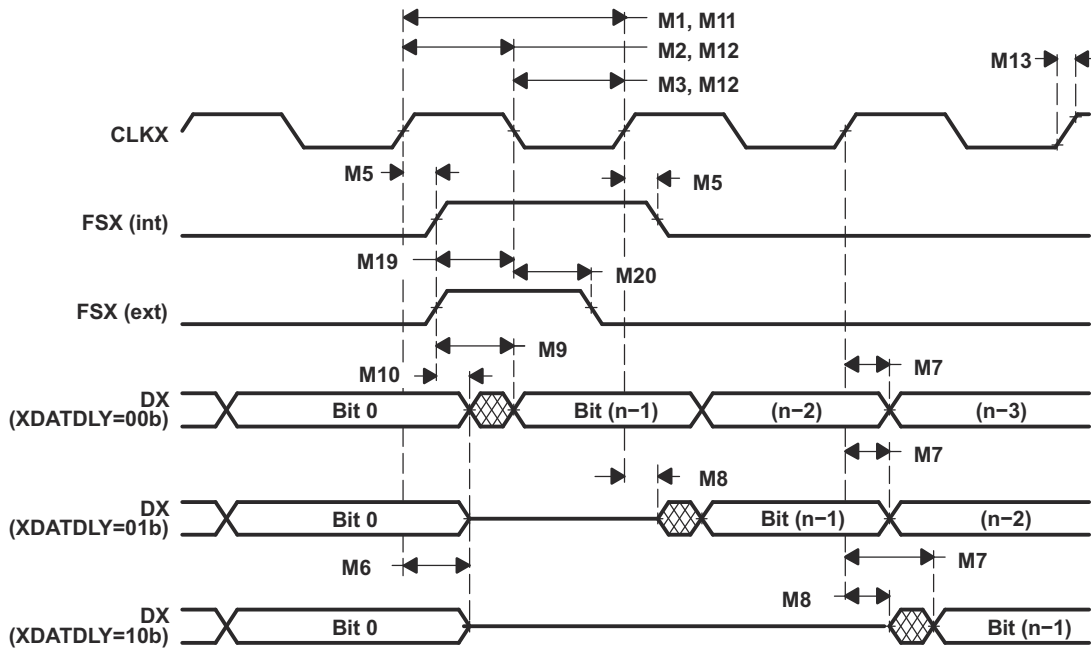 M1, M11
M2, M12
M13
M3, M12
CLKX
M5
M5
FSX (int)
M19
M20
FSX (ext)
M9
M10
M7
DX
(XDATDLY=00b)
Bit 0
Bit (n−1)
(n−2)
(n−3)
M7
M8
DX
(XDATDLY=01b)
Bit 0
Bit (n−1)
(n−2)
M6
M7
M8
DX
(XDATDLY=10b)
Bit 0
Bit (n−1)